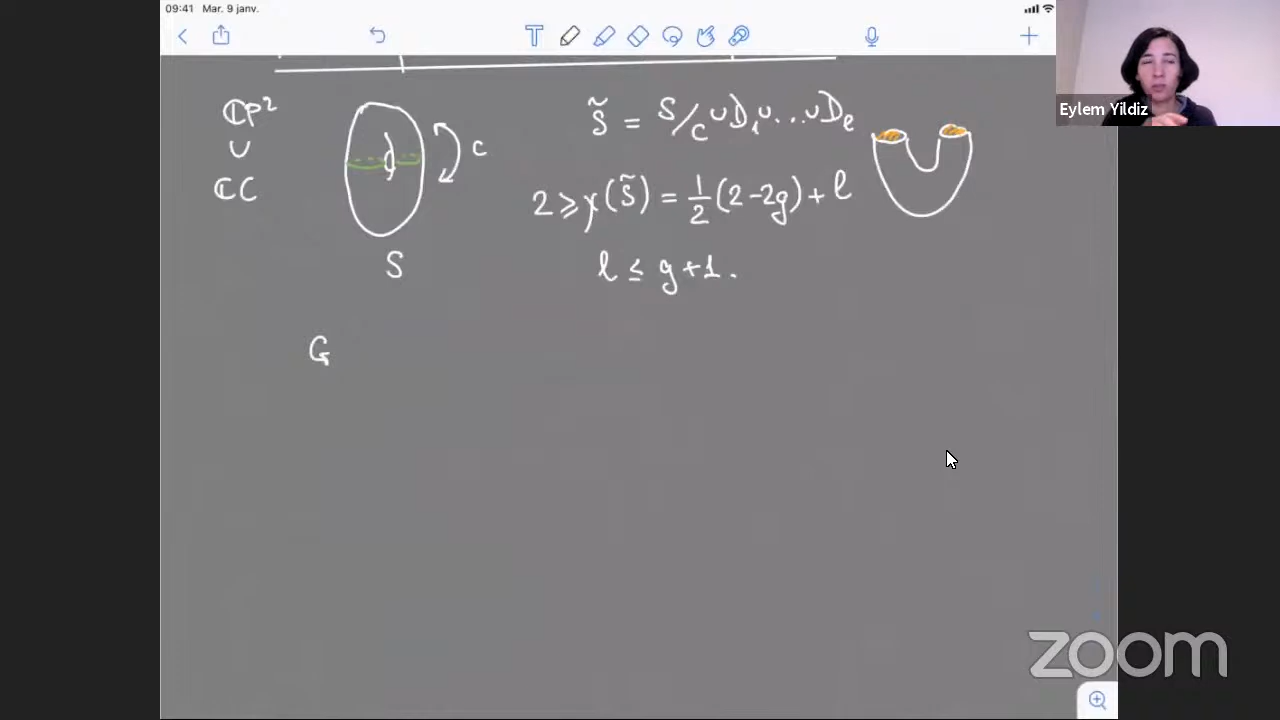 09:41 Mar. 9 janv.
Eylem Yildiz
ℂP²
∪
ℂC
c
S
S̃ = S/c ∪ D₁ ∪ ... ∪ Dₗ
2 ≥ χ(S̃) = 1/2 (2-2g) + l
l ≤ g+1.
G
zoom